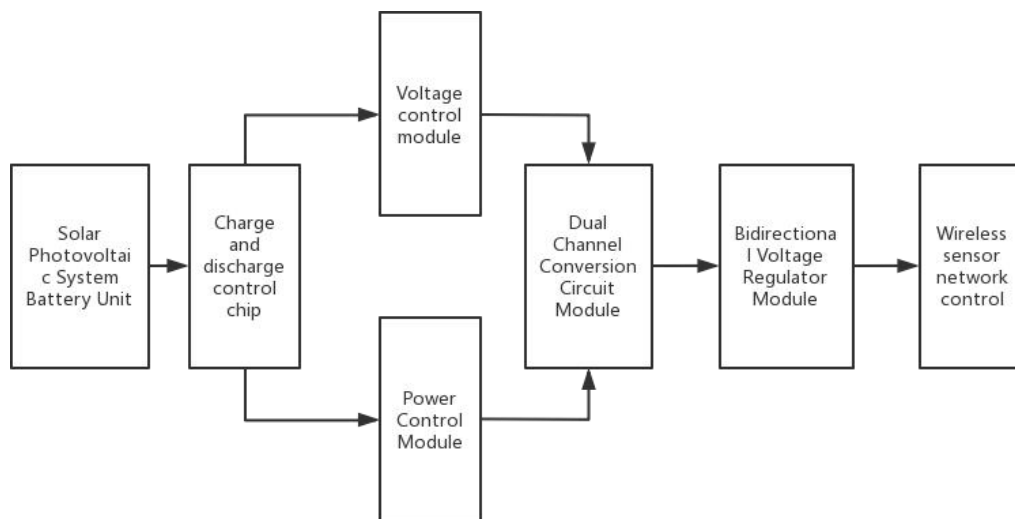 Solar
Photovoltai
c System
Battery Unit
Charge
and
discharge
control
chip
Voltage
control
module
Power
Control
Module
Dual
Channel
Conversion
Circuit
Module
Bidirectiona
l Voltage
Regulator
Module
Wireless
sensor
network
control